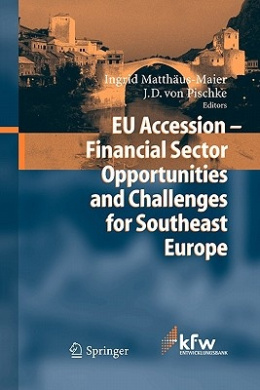 Ingrid Matthäus-Maier
J.D. von Pischke
Editors
EU Accession –
Financial Sector
Opportunities
and Challenges
for Southeast
Europe
Springer
kfw
ENTWICKLUNGSBANK